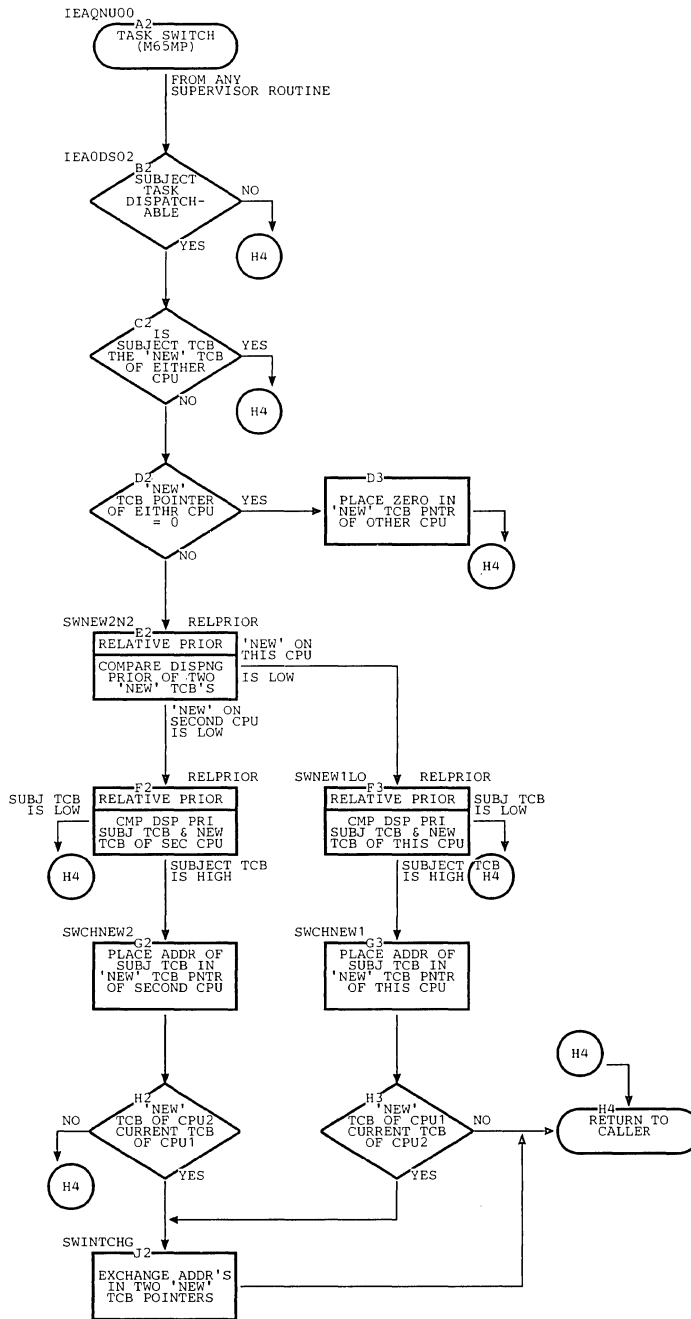 IEAQNU00
A2
TASK SWITCH
(M65MP)
FROM ANY
SUPERVISOR ROUTINE
IEA0DS02
B2
SUBJECT
TASK
DISPATCH-
ABLE
NO
H4
YES
C2
IS
SUBJECT TCB
THE 'NEW' TCB
OF EITHER
CPU
YES
H4
NO
D2
'NEW'
TCB POINTER
OF EITHR CPU
= 0
YES
D3
PLACE ZERO IN
'NEW' TCB PNTR
OF OTHER CPU
H4
NO
SWNEW2N2 RELPRIOR
E2
RELATIVE PRIOR
COMPARE DISPNG
PRIOR OF TWO
'NEW' TCB'S
'NEW' ON
THIS CPU
IS LOW
'NEW' ON
SECOND CPU
IS LOW
RELPRIOR
F2
RELATIVE PRIOR
CMP DSP PRI
SUBJ TCB & NEW
TCB OF SEC CPU
SUBJ TCB
IS LOW
H4
SUBJECT TCB
IS HIGH
SWNEW1LO RELPRIOR
F3
RELATIVE PRIOR
CMP DSP PRI
SUBJ TCB & NEW
TCB OF THIS CPU
SUBJ TCB
IS LOW
H4
SUBJECT TCB
IS HIGH
SWCHNEW2
G2
PLACE ADDR OF
SUBJ TCB IN
'NEW' TCB PNTR
OF SECOND CPU
SWCHNEW1
G3
PLACE ADDR OF
SUBJ TCB IN
'NEW' TCB PNTR
OF THIS CPU
H2
'NEW'
TCB OF CPU2
CURRENT TCB
OF CPU1
NO
H4
YES
H3
'NEW'
TCB OF CPU1
CURRENT TCB
OF CPU2
NO
YES
H4
H4
RETURN TO
CALLER
SWINTCHG
J2
EXCHANGE ADDR'S
IN TWO 'NEW'
TCB POINTERS